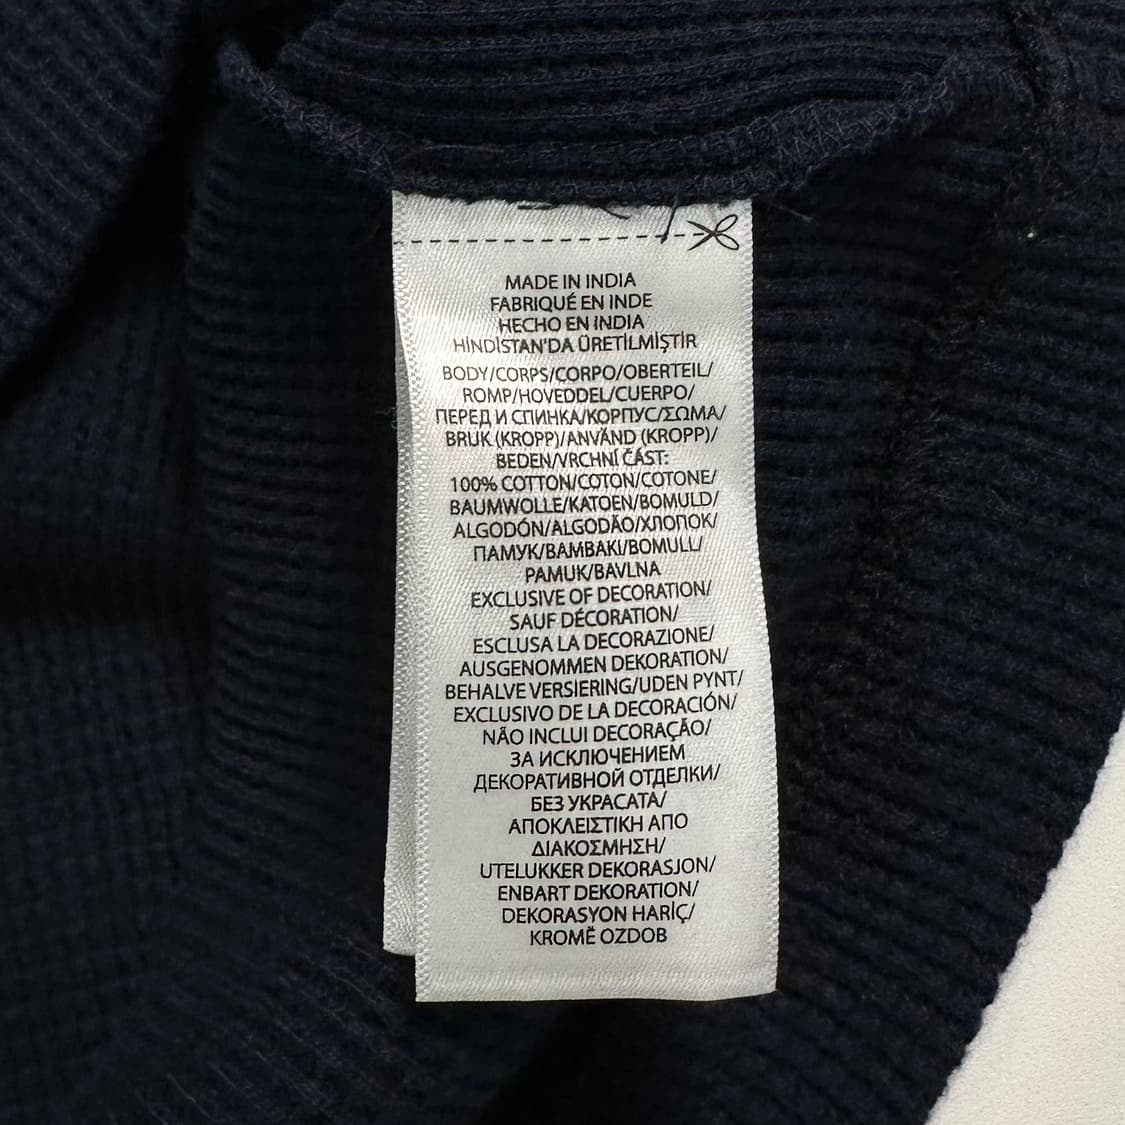 MADE IN INDIA
FABRIQUÉ EN INDE
HECHO EN INDIA
HİNDİSTAN'DA ÜRETİLMİŞTİR
BODY/CORPS/CORPO/OBERTEIL/
ROMP/HOVEDDEL/CUERPO/
ПЕРЕД И СПИНКА/КОРПУС/ΣΩΜΑ/
BRUK (KROPP)/ANVÄND (KROPP)/
BEDEN/VRCHNÍ ČÁST:
100% COTTON/COTON/COTONE/
BAUMWOLLE/KATOEN/BOMULD/
ALGODÓN/ALGODÃO/ХЛОПОК/
ПАМУК/ΒΑΜΒΑΚΙ/BOMULL/
PAMUK/BAVLNA
EXCLUSIVE OF DECORATION/
SAUF DÉCORATION/
ESCLUSA LA DECORAZIONE/
AUSGENOMMEN DEKORATION/
BEHALVE VERSIERING/UDEN PYNT/
EXCLUSIVO DE LA DECORACIÓN/
NÃO INCLUI DECORAÇÃO/
ЗА ИСКЛЮЧЕНИЕМ
ДЕКОРАТИВНОЙ ОТДЕЛКИ/
БЕЗ УКРАСАТА/
ΑΠΟΚΛΕΙΣΤΙΚΗ ΑΠΟ
ΔΙΑΚΟΣΜΗΣΗ/
UTELUKKER DEKORASJON/
ENBART DEKORATION/
DEKORASYON HARİÇ/
KROMĚ OZDOB